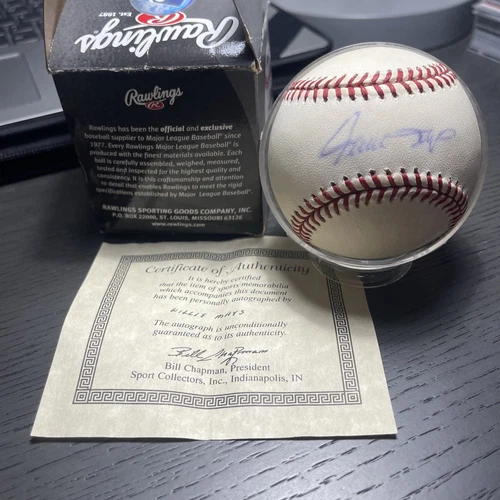 Rawlings
Est. 1887
Rawlings
Rawlings has been the official and exclusive
baseball supplier to Major League Baseball® since
1977. Every Rawlings Major League Baseball® is
produced with the finest materials available. Each
ball is carefully assembled, weighed, measured,
tested and inspected for the highest quality and
consistency. It is this craftsmanship and attention
to detail that enables Rawlings to meet the rigid
specifications established by Major League Baseball®.
RAWLINGS SPORTING GOODS COMPANY, INC.
P.O. BOX 22000, ST. LOUIS, MISSOURI 63126
www.rawlings.com
Willie Mays
Certificate of Authenticity
It is hereby certified
that the item of sports memorabilia
which accompanies this document
has been personally autographed by
WILLIE MAYS
The autograph is unconditionally
guaranteed as to its authenticity.
Bill Chapman
Bill Chapman, President
Sport Collectors, Inc., Indianapolis, IN